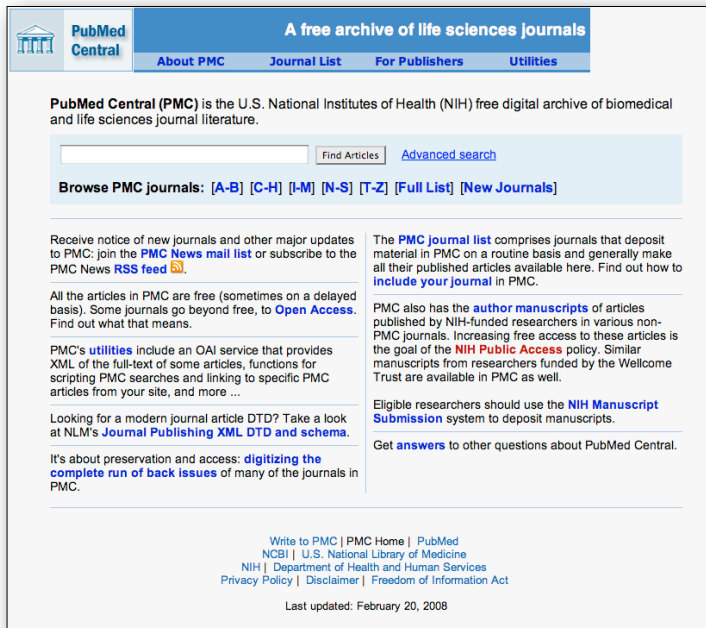 PubMed
Central
A free archive of life sciences journals
About PMC Journal List For Publishers Utilities
PubMed Central (PMC) is the U.S. National Institutes of Health (NIH) free digital archive of biomedical
and life sciences journal literature.
Find Articles Advanced search
Browse PMC journals: [A-B] [C-H] [I-M] [N-S] [T-Z] [Full List] [New Journals]
Receive notice of new journals and other major updates
to PMC: join the PMC News mail list or subscribe to the
PMC News RSS feed .
All the articles in PMC are free (sometimes on a delayed
basis). Some journals go beyond free, to Open Access.
Find out what that means.
PMC's utilities include an OAI service that provides
XML of the full-text of some articles, functions for
scripting PMC searches and linking to specific PMC
articles from your site, and more ...
Looking for a modern journal article DTD? Take a look
at NLM's Journal Publishing XML DTD and schema.
It's about preservation and access: digitizing the
complete run of back issues of many of the journals in
PMC.
The PMC journal list comprises journals that deposit
material in PMC on a routine basis and generally make
all their published articles available here. Find out how to
include your journal in PMC.
PMC also has the author manuscripts of articles
published by NIH-funded researchers in various non-
PMC journals. Increasing free access to these articles is
the goal of the NIH Public Access policy. Similar
manuscripts from researchers funded by the Wellcome
Trust are available in PMC as well.
Eligible researchers should use the NIH Manuscript
Submission system to deposit manuscripts.
Get answers to other questions about PubMed Central.
Write to PMC | PMC Home | PubMed
NCBI | U.S. National Library of Medicine
NIH | Department of Health and Human Services
Privacy Policy | Disclaimer | Freedom of Information Act
Last updated: February 20, 2008